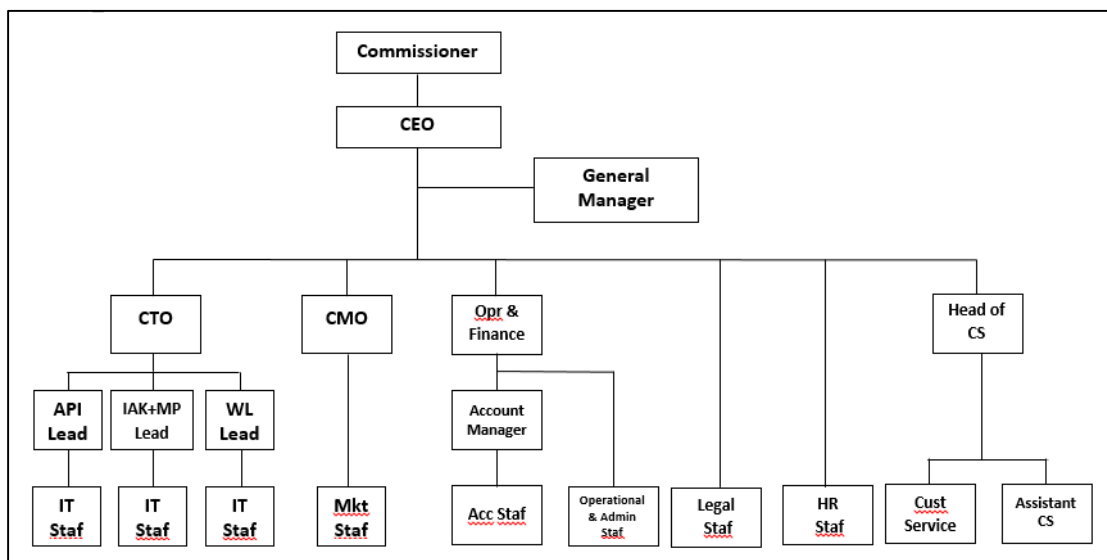 Commissioner
CEO
General
Manager
CTO
CMO
Opr &
Finance
Head of
CS
API
Lead
IAK+MP
Lead
WL
Lead
Account
Manager
IT
Staf
IT
Staf
IT
Staf
Mkt
Staf
Acc Staf
Operational
& Admin
Staf
Legal
Staf
HR
Staf
Cust
Service
Assistant
CS